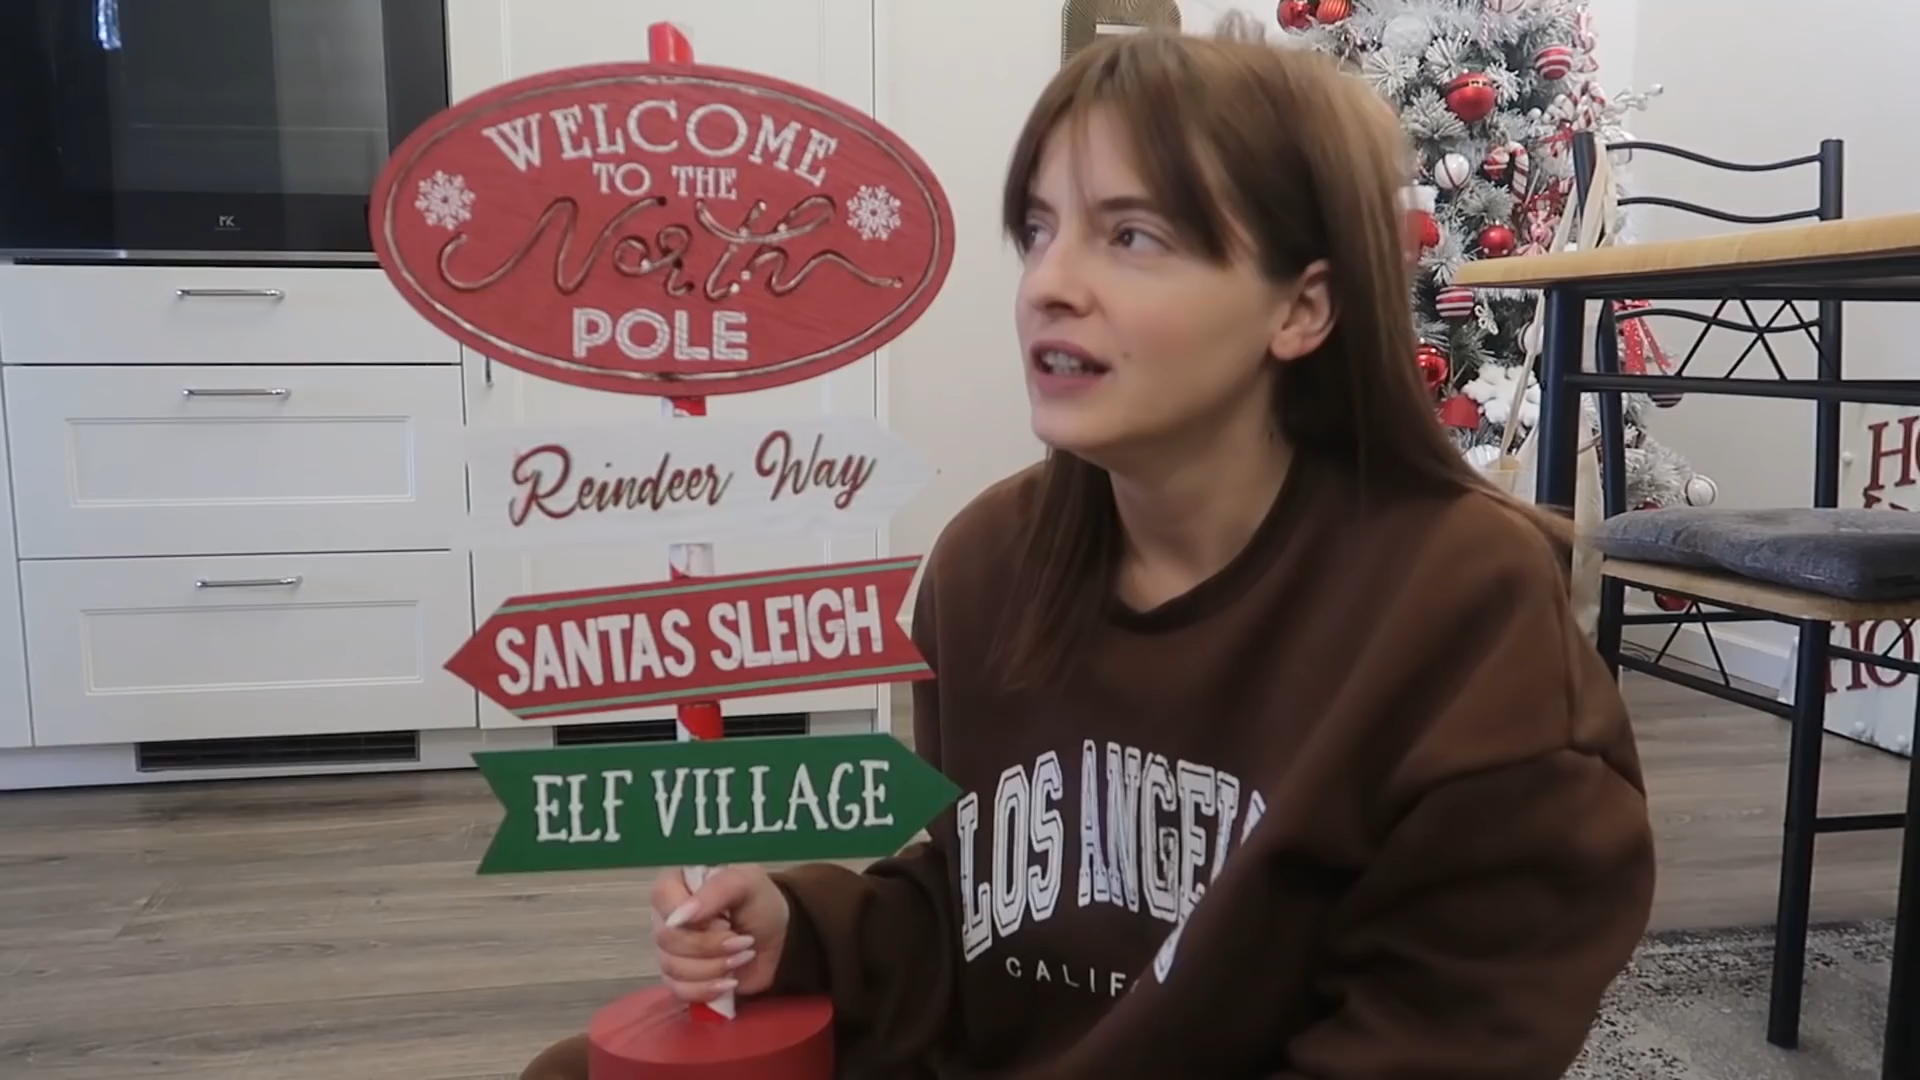 WELCOME
TO THE
North
POLE
Reindeer Way
SANTAS SLEIGH
ELF VILLAGE
LOS ANGEL
CALIF